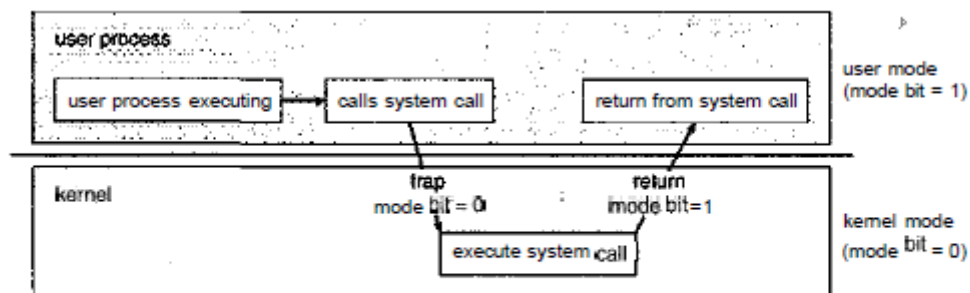 user process
user process executing
calls system call
return from system call
user mode
(mode bit = 1)
kernel
trap
mode bit = 0
return
mode bit=1
kernel mode
(mode bit = 0)
execute system call